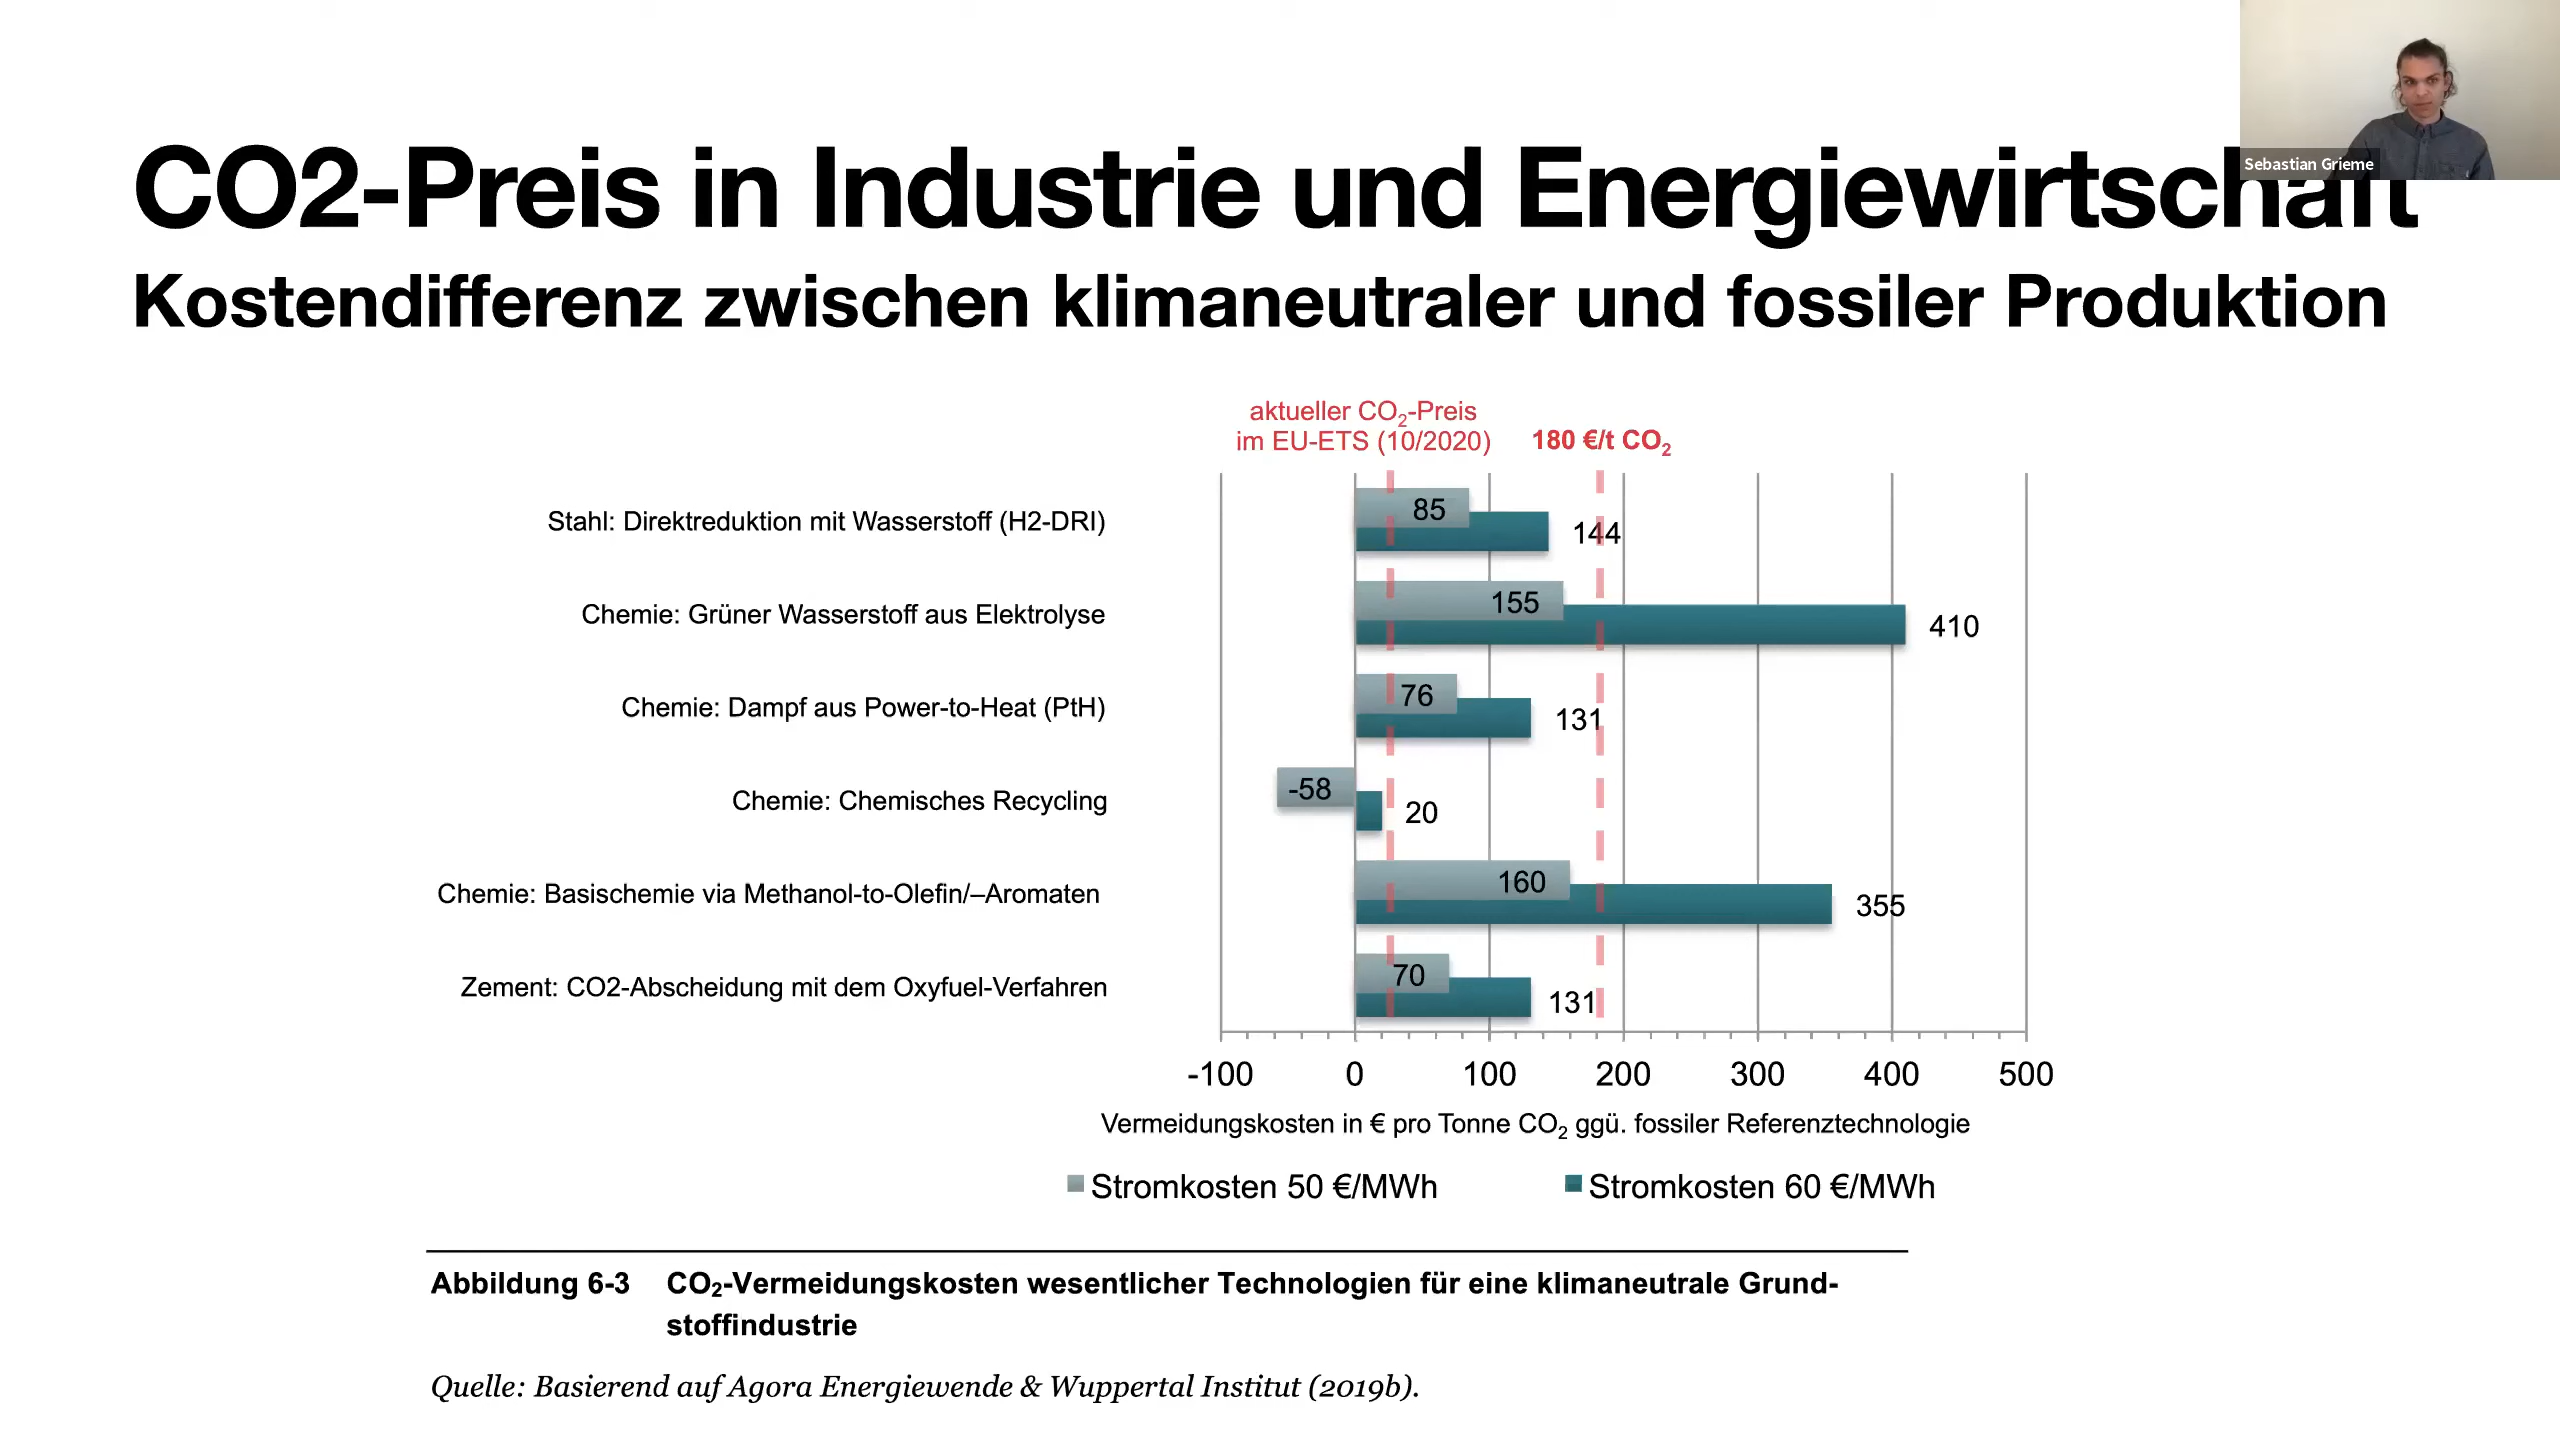 Sebastian Grieme
CO2-Preis in Industrie und Energiewirtschaft
Kostendifferenz zwischen klimaneutraler und fossiler Produktion
aktueller CO₂-Preis
im EU-ETS (10/2020)
180 €/t CO₂
Stahl: Direktreduktion mit Wasserstoff (H2-DRI)
85
144
Chemie: Grüner Wasserstoff aus Elektrolyse
155
410
Chemie: Dampf aus Power-to-Heat (PtH)
76
131
Chemie: Chemisches Recycling
-58
20
Chemie: Basischemie via Methanol-to-Olefin/–Aromaten
160
355
Zement: CO2-Abscheidung mit dem Oxyfuel-Verfahren
70
131
-100 0 100 200 300 400 500
Vermeidungskosten in € pro Tonne CO₂ ggü. fossiler Referenztechnologie
Stromkosten 50 €/MWh Stromkosten 60 €/MWh
Abbildung 6-3 CO₂-Vermeidungskosten wesentlicher Technologien für eine klimaneutrale Grund-
stoffindustrie
Quelle: Basierend auf Agora Energiewende & Wuppertal Institut (2019b).